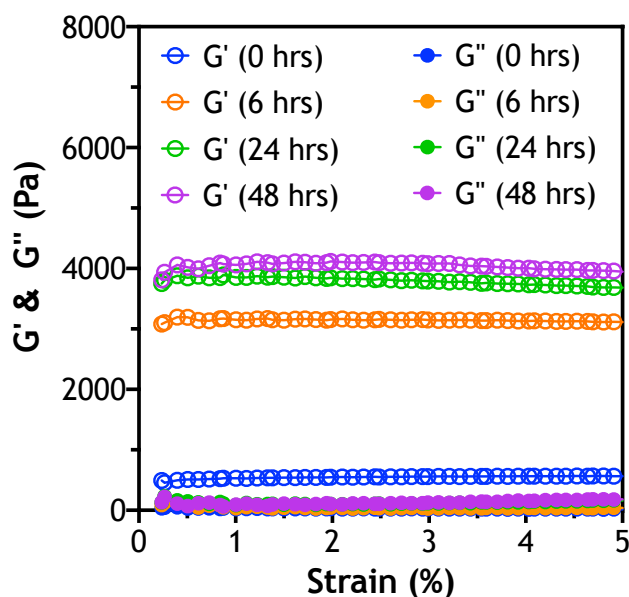 8000
G' (0 hrs) G" (0 hrs)
G' (6 hrs) G" (6 hrs)
6000
G' (24 hrs) G" (24 hrs)
G' (48 hrs) G" (48 hrs)
G' & G" (Pa)
4000
2000
0
0 1 2 3 4 5
Strain (%)